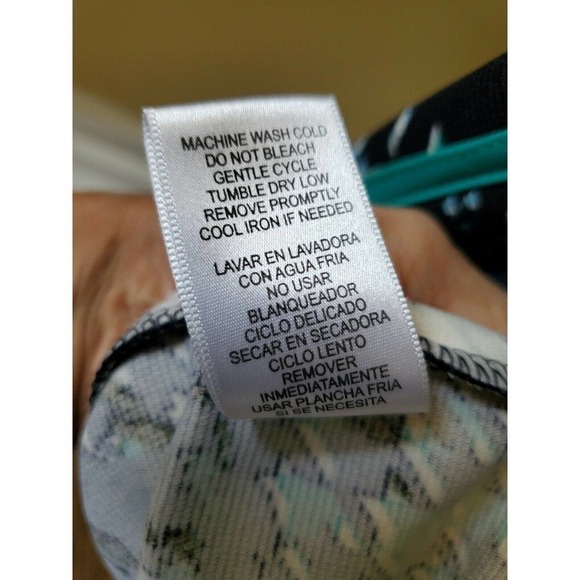 MACHINE WASH COLD
DO NOT BLEACH
GENTLE CYCLE
TUMBLE DRY LOW
REMOVE PROMPTLY
COOL IRON IF NEEDED
LAVAR EN LAVADORA
CON AGUA FRIA
NO USAR
BLANQUEADOR
CICLO DELICADO
SECAR EN SECADORA
CICLO LENTO
REMOVER
INMEDIATAMENTE
USAR PLANCHA FRIA
SI SE NECESITA